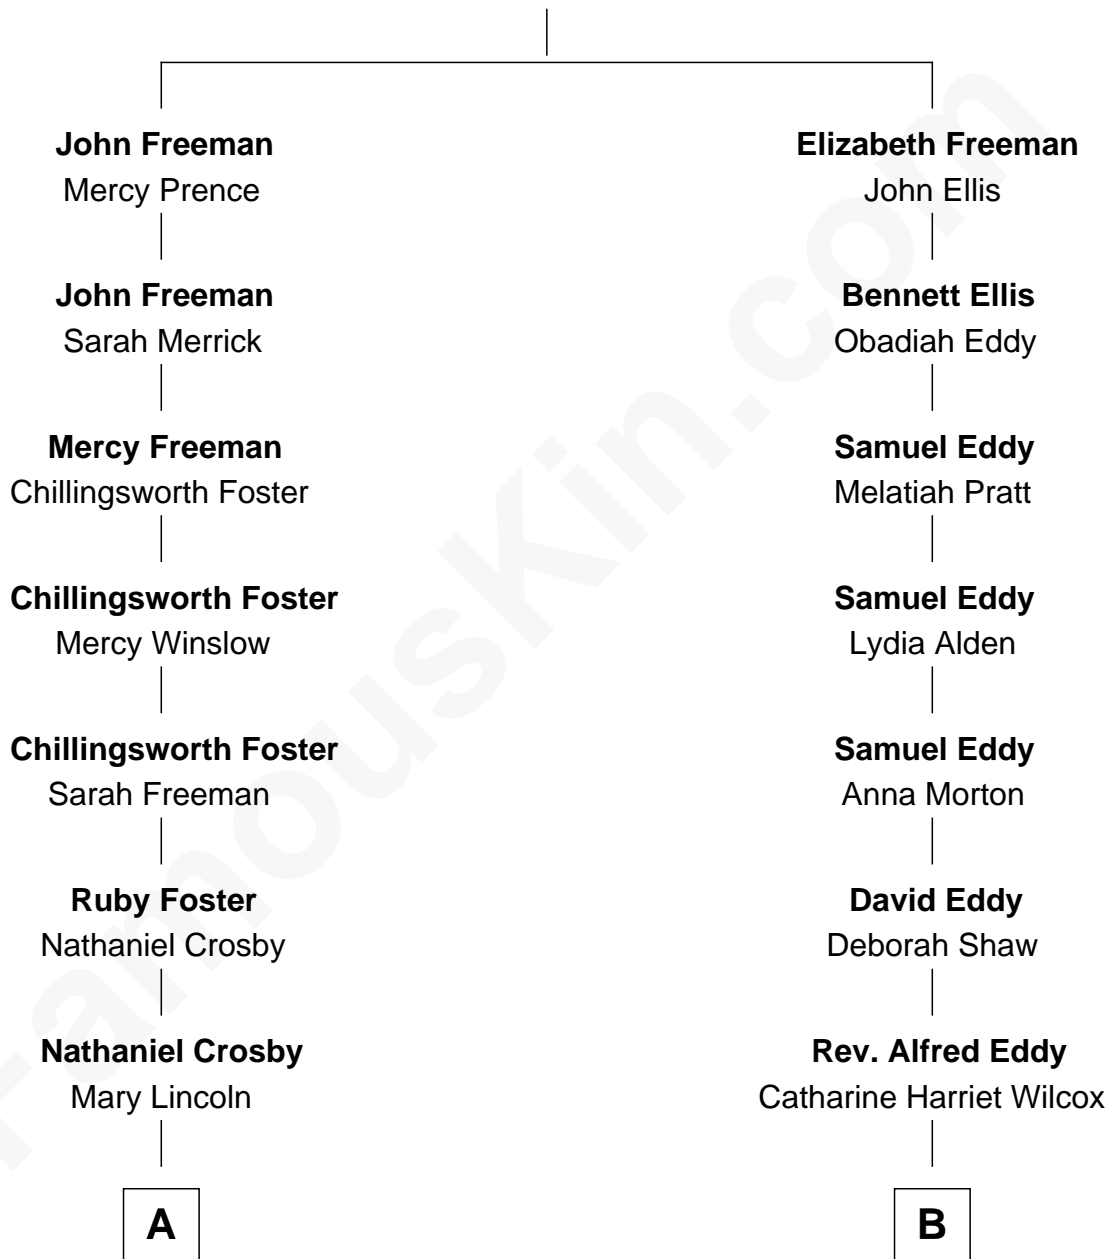 John Freeman
Mercy Prence
John Freeman
Sarah Merrick
Mercy Freeman
Chillingsworth Foster
Chillingsworth Foster
Mercy Winslow
Chillingsworth Foster
Sarah Freeman
Ruby Foster
Nathaniel Crosby
Nathaniel Crosby
Mary Lincoln
A
Elizabeth Freeman
John Ellis
Bennett Ellis
Obadiah Eddy
Samuel Eddy
Melatiah Pratt
Samuel Eddy
Lydia Alden
Samuel Eddy
Anna Morton
David Eddy
Deborah Shaw
Rev. Alfred Eddy
Catharine Harriet Wilcox
B
FamousKin.com